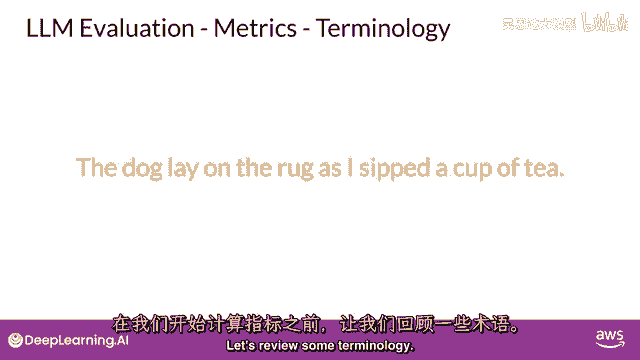 LLM Evaluation - Metrics - Terminology
The dog lay on the rug as I sipped a cup of tea.
在我们开始计算指标之前，让我们回顾一些术语。
Let's review some terminology.
DeepLearning.AI
aws